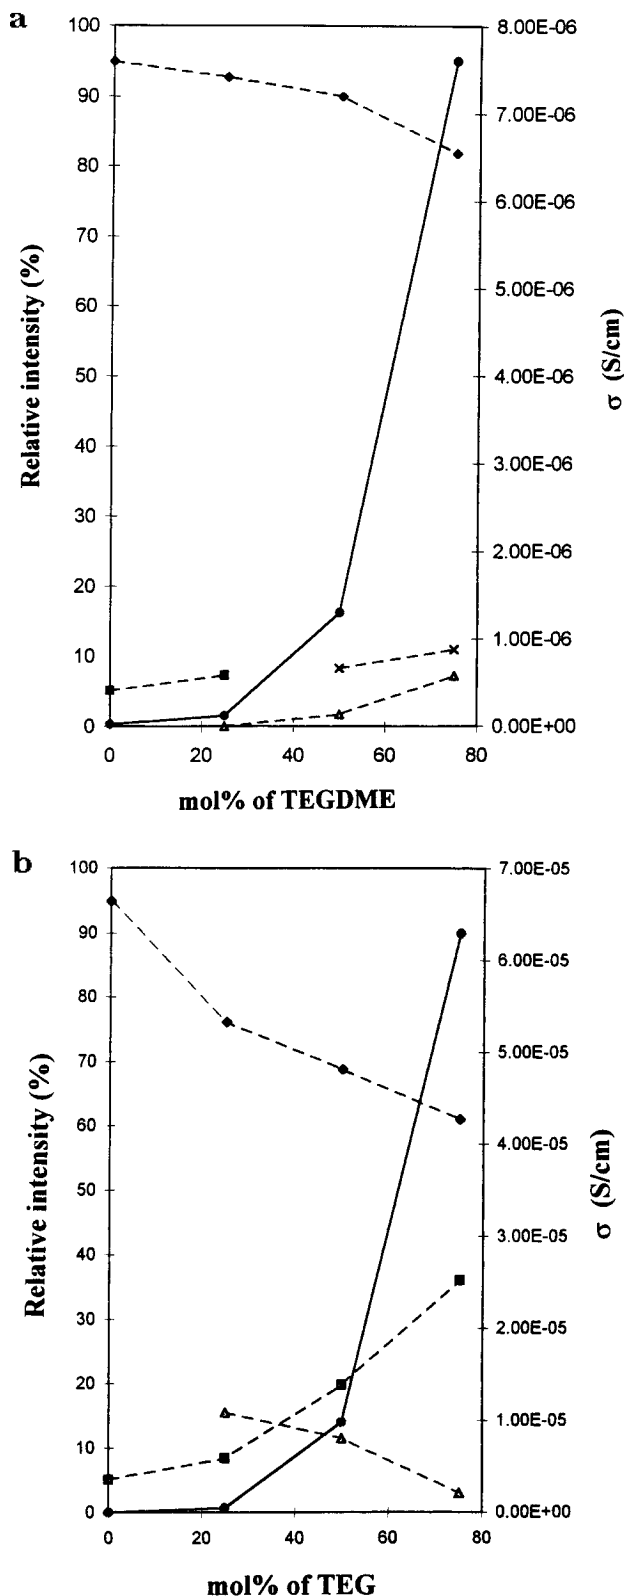 a
100
90
80
70
60
50
40
30
20
10
0
Relative intensity (%)
8.00E-06
7.00E-06
6.00E-06
5.00E-06
4.00E-06
3.00E-06
2.00E-06
1.00E-06
0.00E+00
σ (S/cm)
0 20 40 60 80
mol% of TEGDME
b
100
90
80
70
60
50
40
30
20
10
0
Relative intensity (%)
7.00E-05
6.00E-05
5.00E-05
4.00E-05
3.00E-05
2.00E-05
1.00E-05
0.00E+00
σ (S/cm)
0 20 40 60 80
mol% of TEG